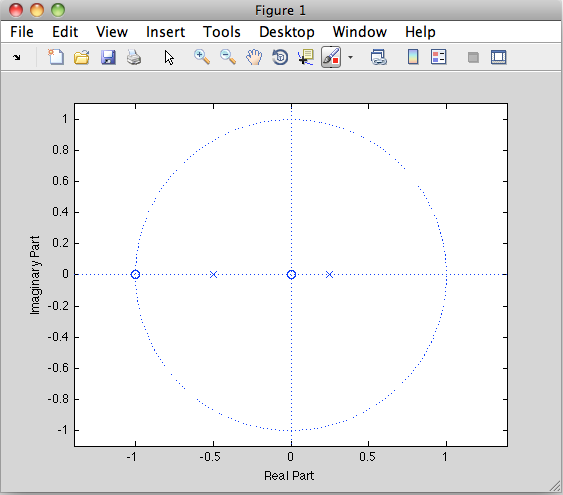 Figure 1
File Edit View Insert Tools Desktop Window Help
1
0.8
0.6
0.4
0.2
0
-0.2
-0.4
-0.6
-0.8
-1
Imaginary Part
-1 -0.5 0 0.5 1
Real Part